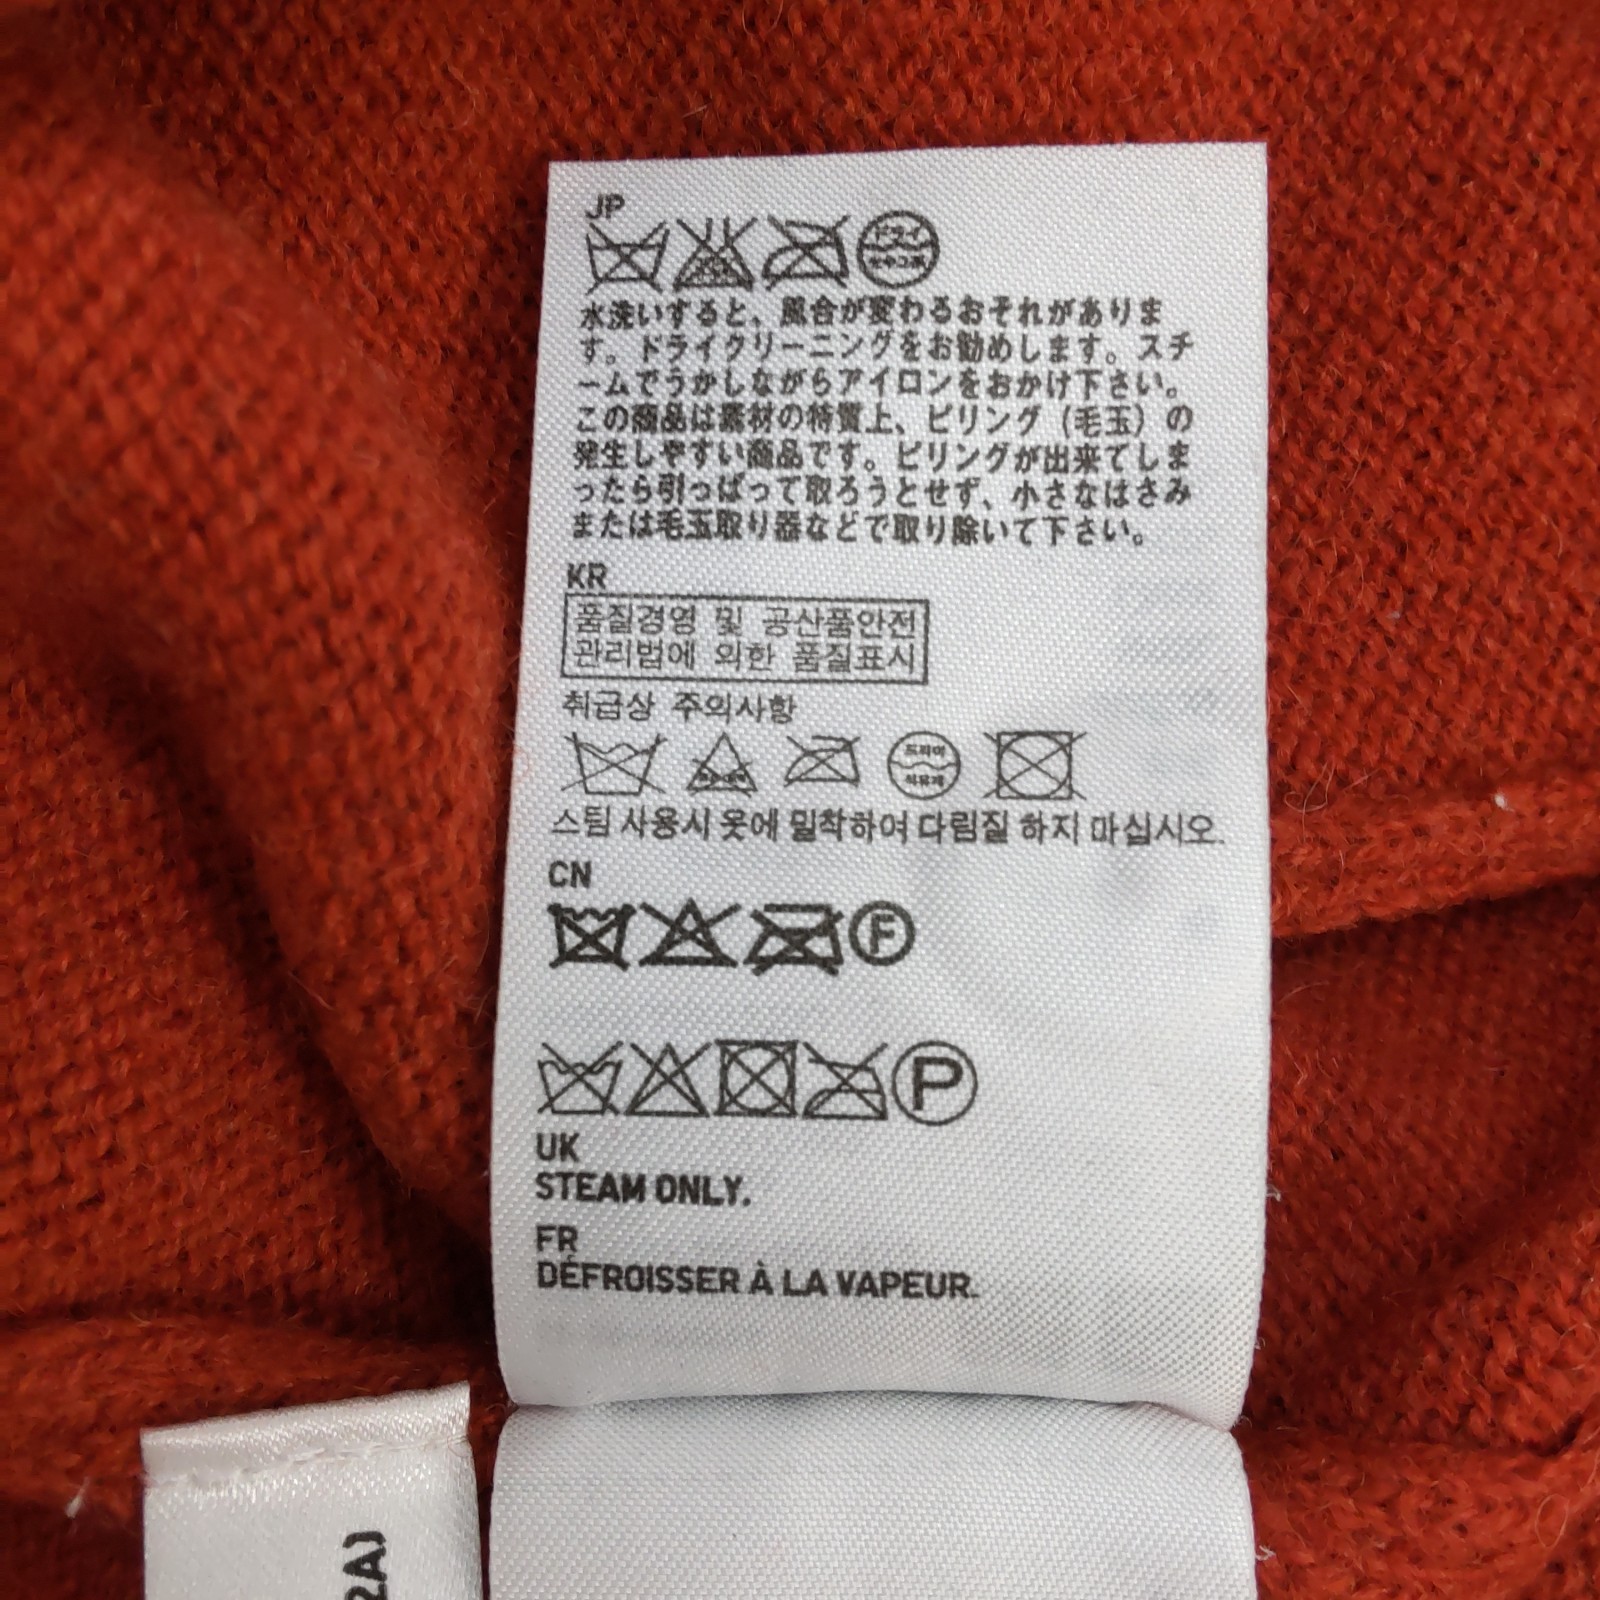 JP
ドライ
水洗いすると、風合が変わるおそれがありま
す。ドライクリーニングをお勧めします。スチ
ームでうかしながらアイロンをおかけ下さい。
この商品は素材の特質上、ピリング（毛玉）の
発生しやすい商品です。ピリングが出来てしま
ったら引っぱって取ろうとせず、小さなはさみ
または毛玉取り器などで取り除いて下さい。
KR
품질경영 및 공산품안전
관리법에 의한 품질표시
취급상 주의사항
드라이
석유계
스팀 사용시 옷에 밀착하여 다림질 하지 마십시오.
CN
F
P
UK
STEAM ONLY.
FR
DÉFROISSER À LA VAPEUR.
2A)